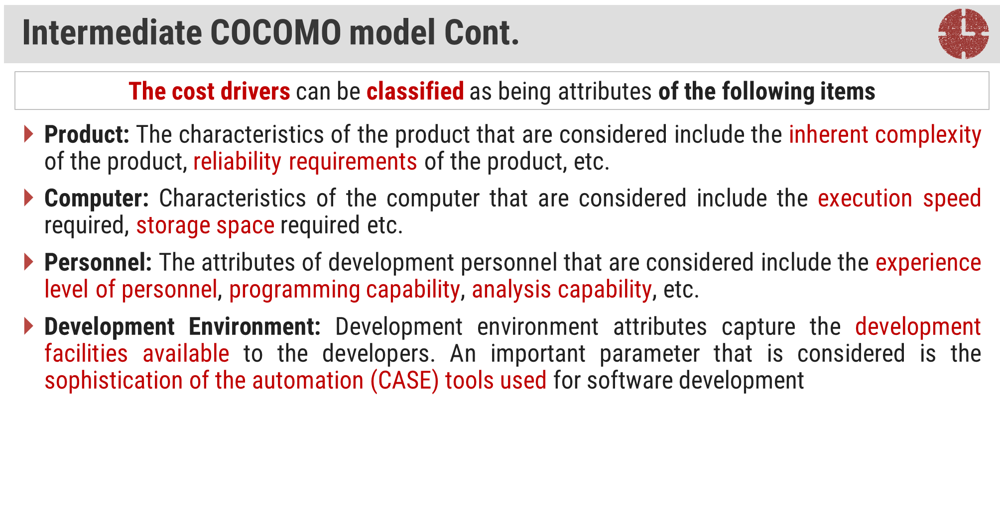 Intermediate COCOMO model Cont.
The cost drivers can be classified as being attributes of the following items
Product: The characteristics of the product that are considered include the inherent complexity
of the product, reliability requirements of the product, etc.
Computer: Characteristics of the computer that are considered include the execution speed
required, storage space required etc.
Personnel: The attributes of development personnel that are considered include the experience
level of personnel, programming capability, analysis capability, etc.
Development Environment: Development environment attributes capture the development
facilities available to the developers. An important parameter that is considered is the
sophistication of the automation (CASE) tools used for software development